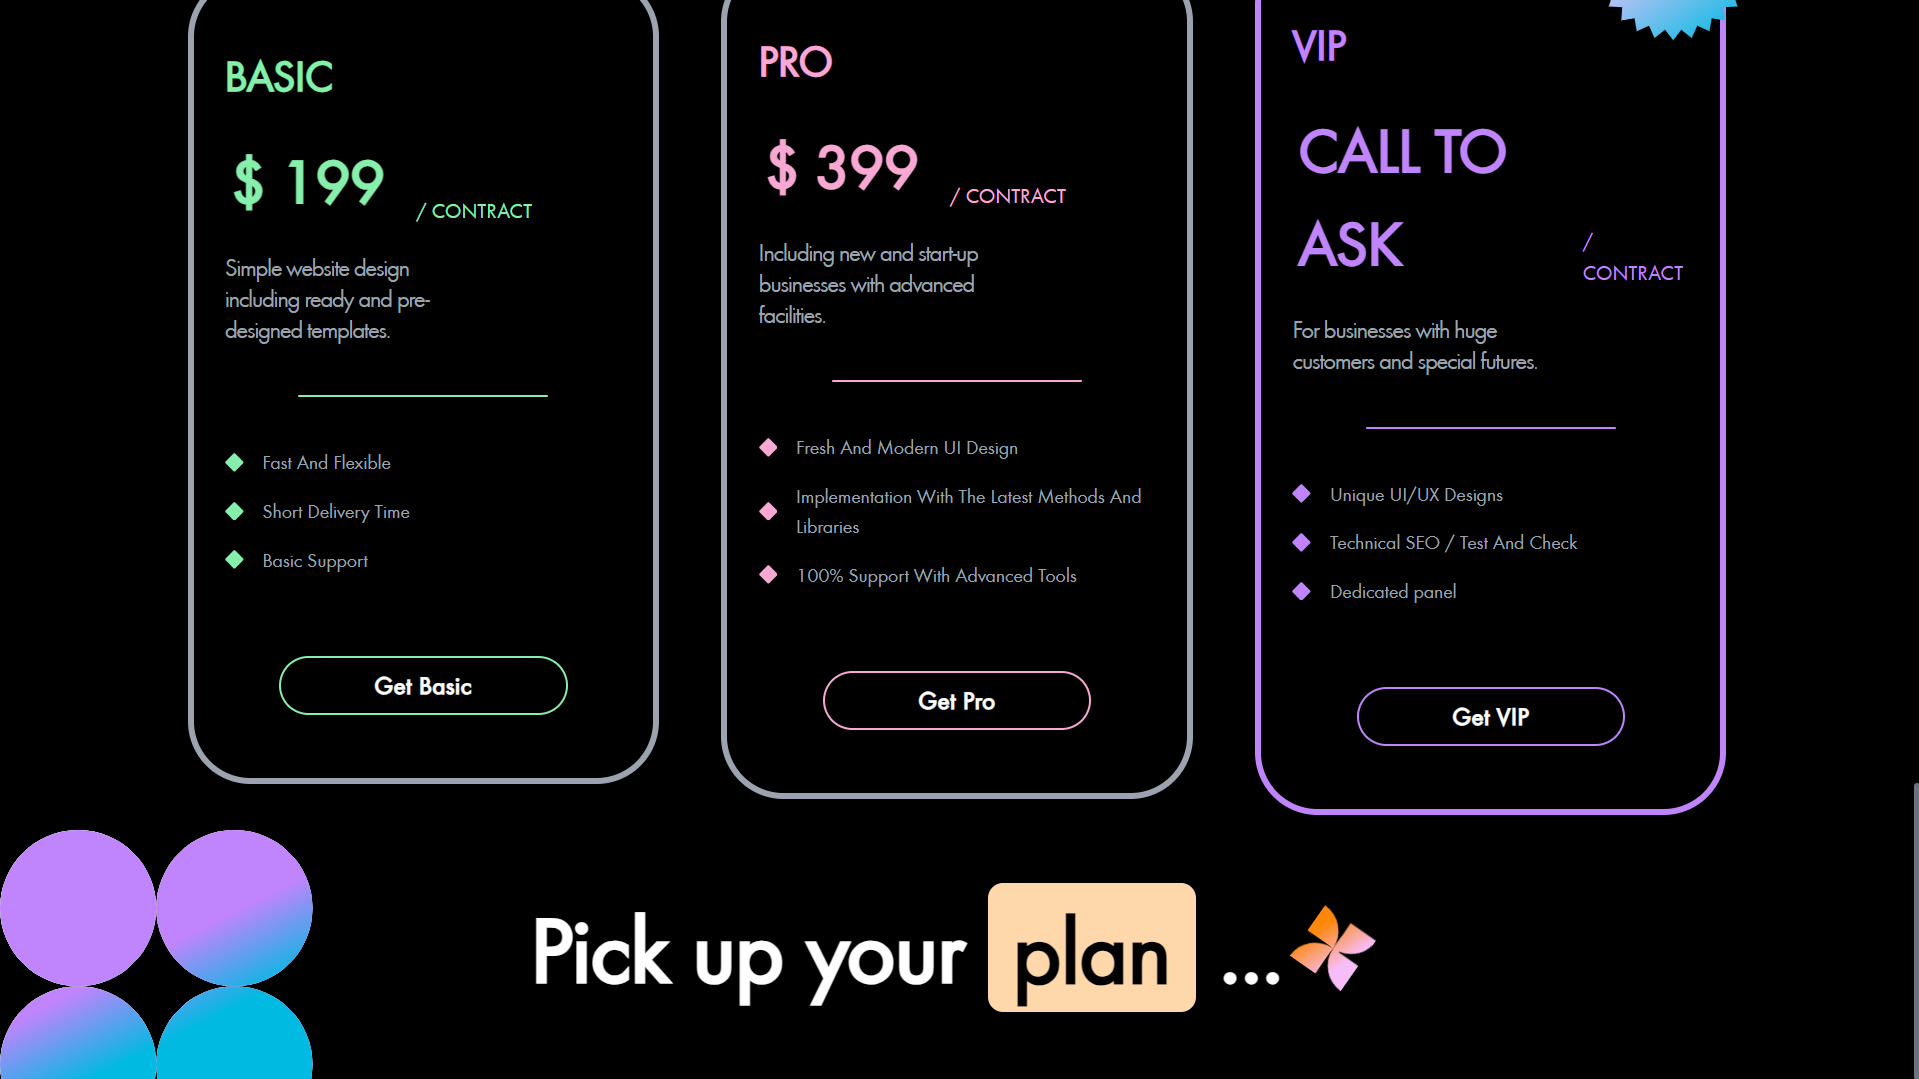 BASIC
$ 199
/ CONTRACT
Simple website design
including ready and pre-
designed templates.
Fast And Flexible
Short Delivery Time
Basic Support
Get Basic
PRO
$ 399
/ CONTRACT
Including new and start-up
businesses with advanced
facilities.
Fresh And Modern UI Design
Implementation With The Latest Methods And
Libraries
100% Support With Advanced Tools
Get Pro
VIP
CALL TO
ASK
/
CONTRACT
For businesses with huge
customers and special futures.
Unique UI/UX Designs
Technical SEO / Test And Check
Dedicated panel
Get VIP
Pick up your plan ...